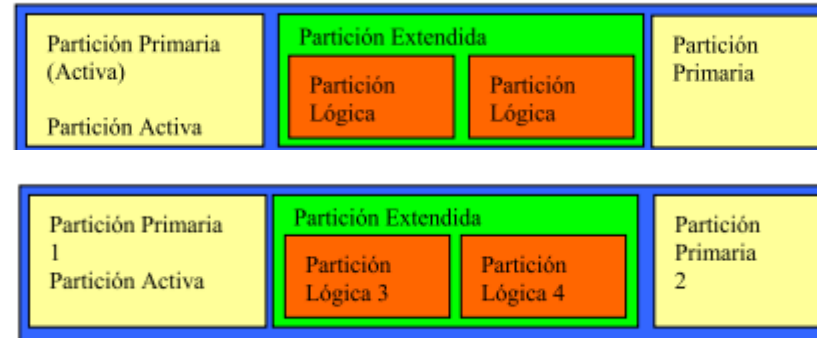 Partición Primaria
(Activa)
Partición Activa
Partición Extendida
Partición
Lógica
Partición
Lógica
Partición
Primaria
Partición Primaria
1
Partición Activa
Partición Extendida
Partición
Lógica 3
Partición
Lógica 4
Partición
Primaria
2